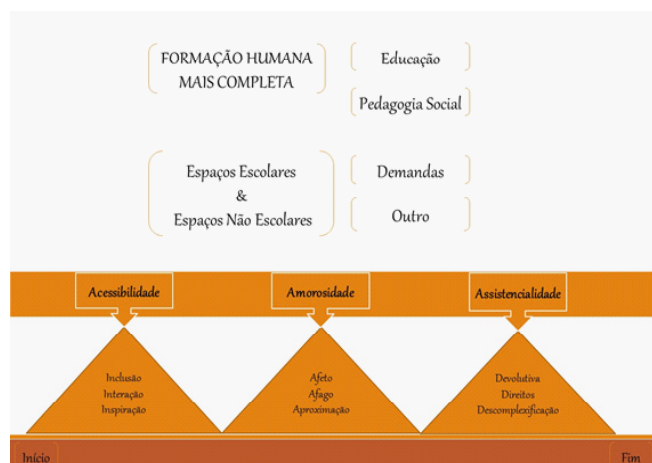 FORMAÇÃO HUMANA
MAIS COMPLETA
Educação
Pedagogia Social
Espaços Escolares
&
Espaços Não Escolares
Demandas
Outro
Acessibilidade
Amorosidade
Assistencialidade
Inclusão
Interação
Inspiração
Afeto
Afago
Aproximação
Devolutiva
Direitos
Descomplexificação
Início
Fim